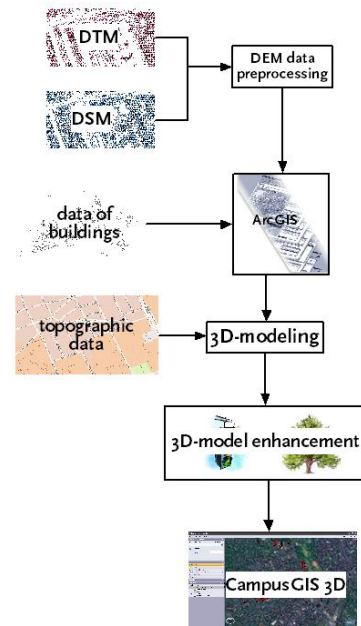 DTM
DEM data
preprocessing
DSM
data of
buildings
ArcGIS
topographic
data
3D-modeling
3D-model enhancement
CampusGIS 3D